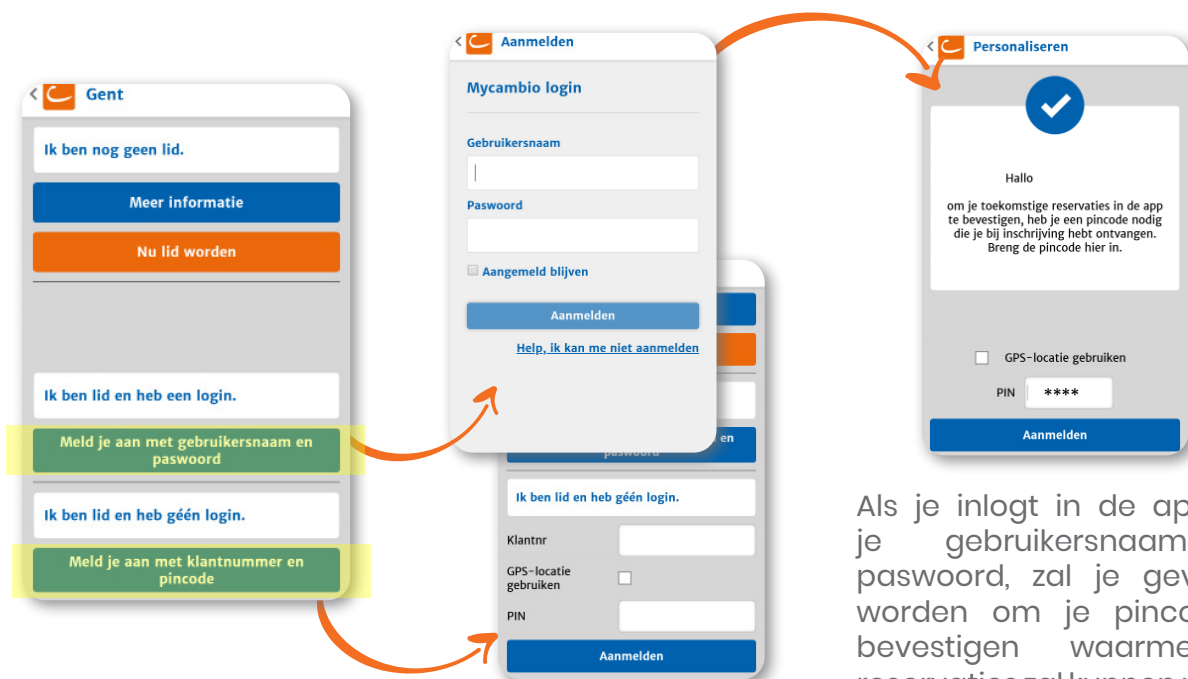 Gent
Ik ben nog geen lid.
Meer informatie
Nu lid worden
Ik ben lid en heb een login.
Meld je aan met gebruikersnaam en
paswoord
Ik ben lid en heb géén login.
Meld je aan met klantnummer en
pincode
Aanmelden
Mycambio login
Gebruikersnaam
Paswoord
Aangemeld blijven
Aanmelden
Help, ik kan me niet aanmelden
en
paswoord
Ik ben lid en heb géén login.
Klantnr
GPS-locatie
gebruiken
PIN
Aanmelden
Personaliseren
Hallo
om je toekomstige reservaties in de app
te bevestigen, heb je een pincode nodig
die je bij inschrijving hebt ontvangen.
Breng de pincode hier in.
GPS-locatie gebruiken
PIN ****
Aanmelden
Als je inlogt in de ap
je gebruikersnaam
paswoord, zal je gev
worden om je pinco
bevestigen waarme